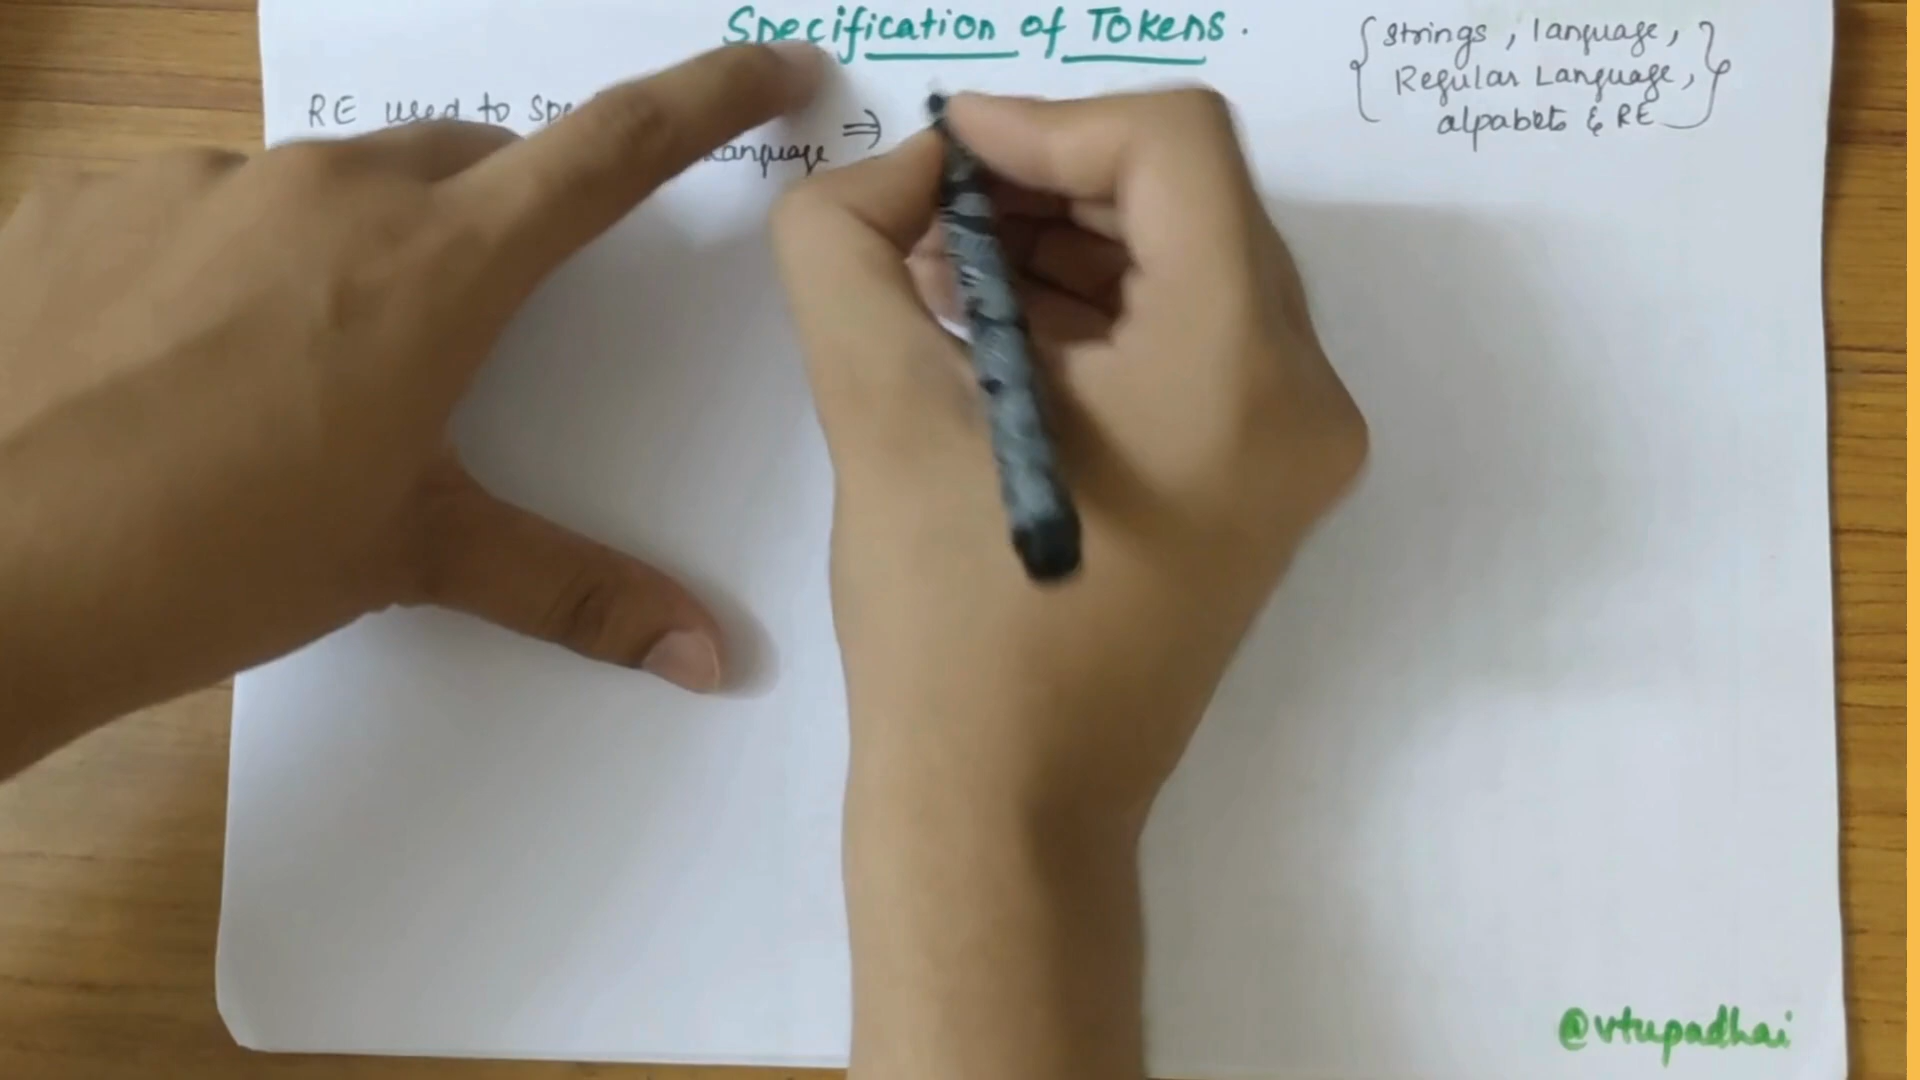 Specification of Tokens.
{ strings, language,
Regular Language,
alpabets & RE }
RE used to
Language ⇒
@vtupadhai